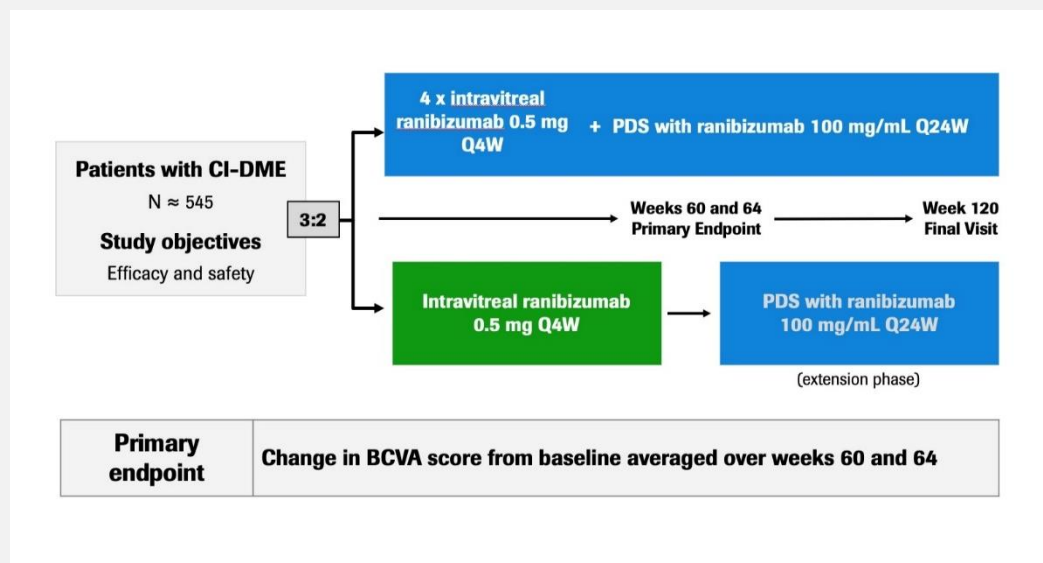 Patients with CI-DME
N ≈ 545
Study objectives
Efficacy and safety
3:2
4 x intravitreal
ranibizumab 0.5 mg
Q4W
+ PDS with ranibizumab 100 mg/mL Q24W
Weeks 60 and 64
Primary Endpoint
Week 120
Final Visit
Intravitreal ranibizumab
0.5 mg Q4W
PDS with ranibizumab
100 mg/mL Q24W
(extension phase)
Primary
endpoint
Change in BCVA score from baseline averaged over weeks 60 and 64